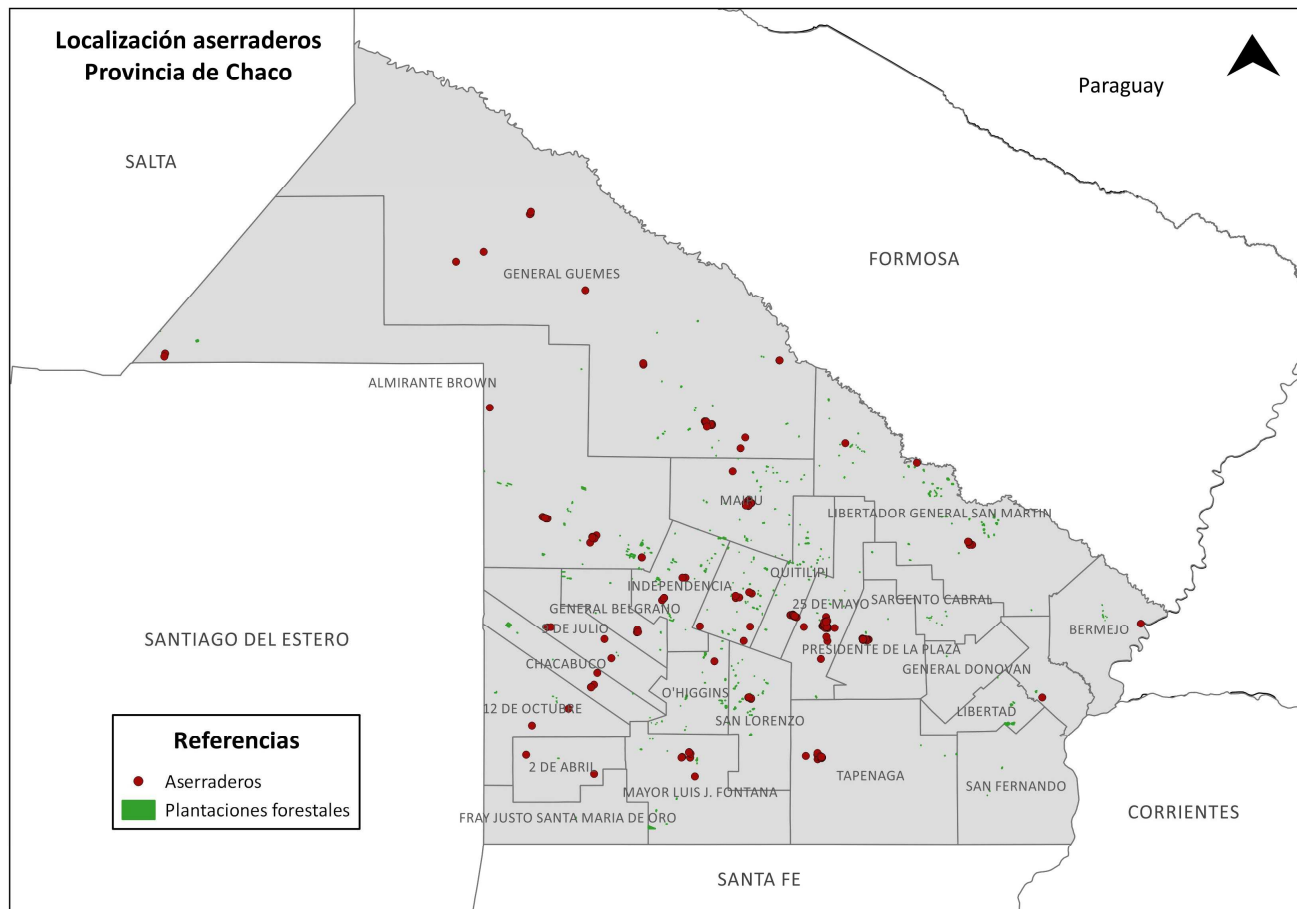 Localización aserraderos
Provincia de Chaco
Paraguay
SALTA
FORMOSA
GENERAL GUEMES
ALMIRANTE BROWN
MAIPU
LIBERTADOR GENERAL SAN MARTIN
QUITILIPI
INDEPENDENCIA
SARGENTO CABRAL
25 DE MAYO
GENERAL BELGRANO
9 DE JULIO
BERMEJO
SANTIAGO DEL ESTERO
PRESIDENTE DE LA PLAZA
CHACABUCO
GENERAL DONOVAN
O'HIGGINS
12 DE OCTUBRE
LIBERTAD
SAN LORENZO
Referencias
Aserraderos
Plantaciones forestales
2 DE ABRIL
TAPENAGA
SAN FERNANDO
MAYOR LUIS J. FONTANA
FRAY JUSTO SANTA MARIA DE ORO
CORRIENTES
SANTA FE